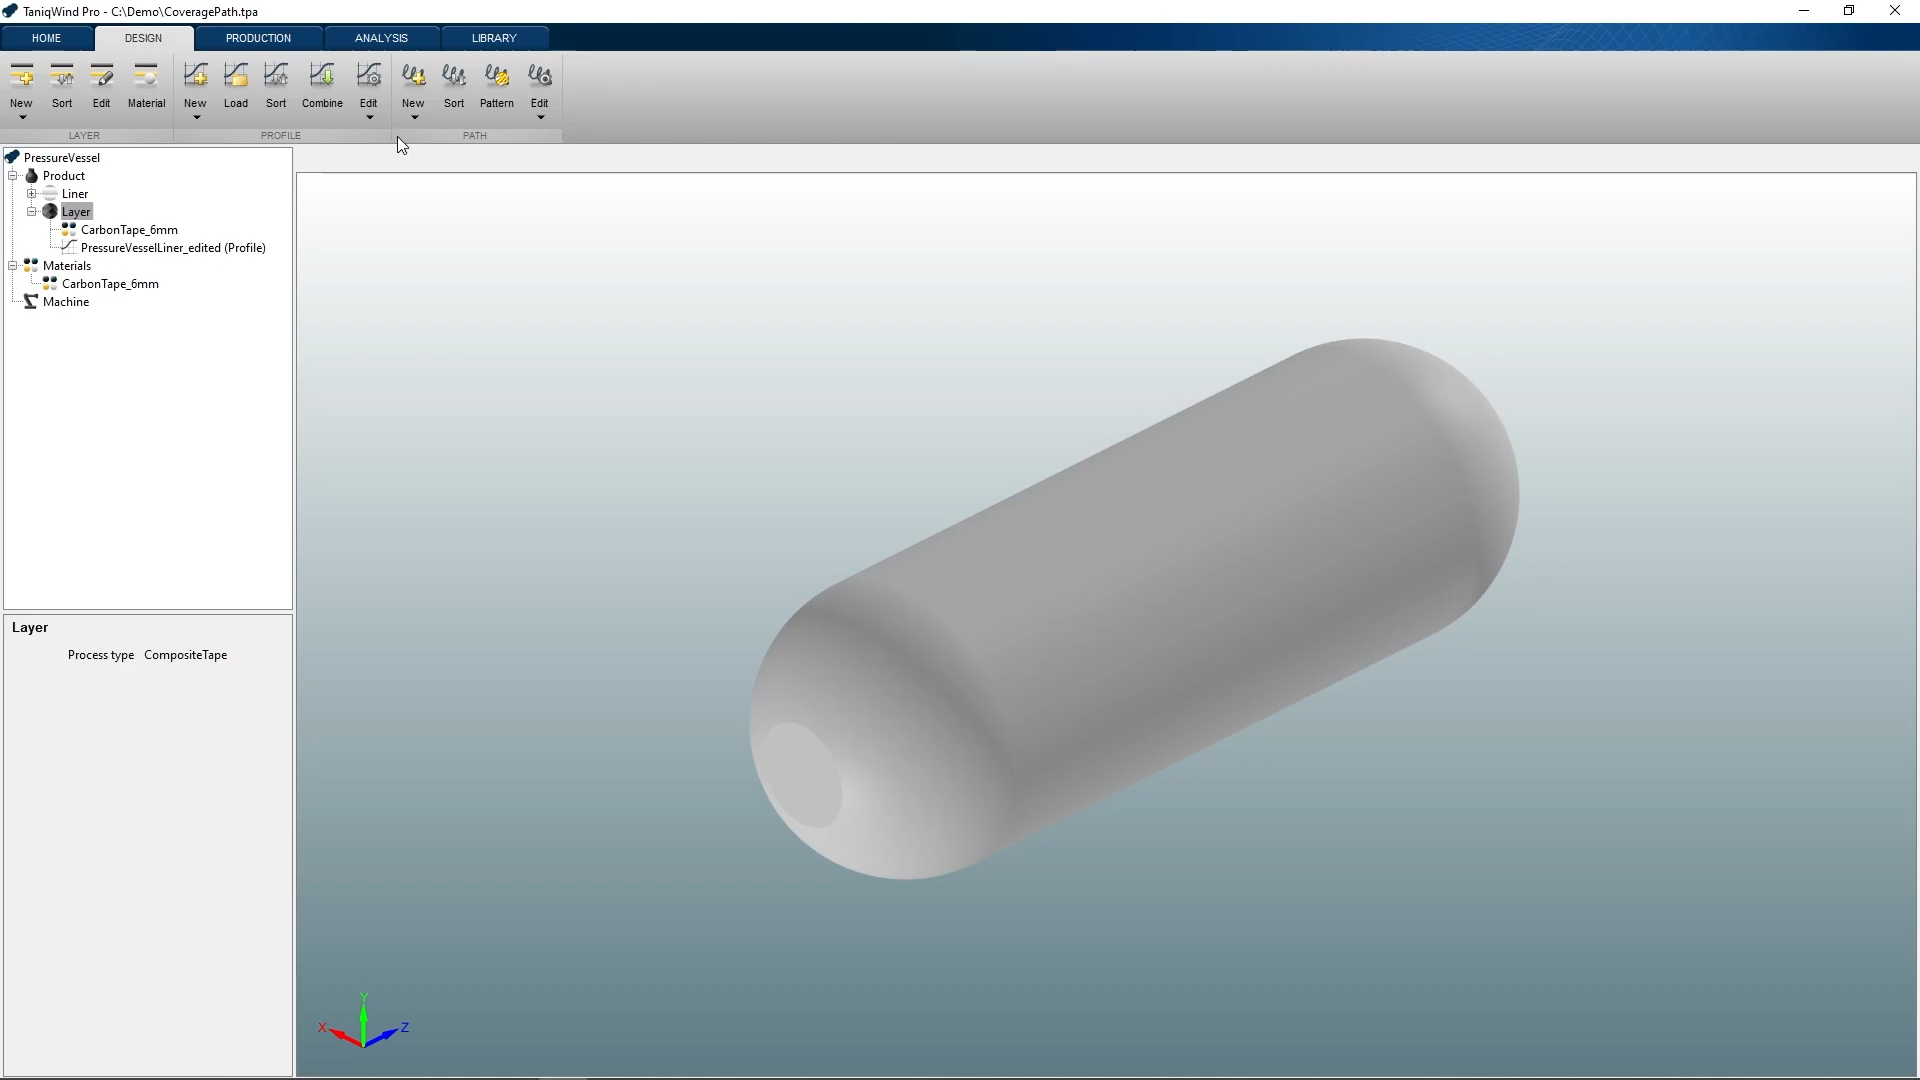 TaniqWind Pro - C:\Demo\CoveragePath.tpa
HOME DESIGN PRODUCTION ANALYSIS LIBRARY
New Sort Edit Material New Load Sort Combine Edit New Sort Pattern Edit
LAYER PROFILE PATH
PressureVessel
Product
Liner
Layer
CarbonTape_6mm
PressureVesselLiner_edited (Profile)
Materials
CarbonTape_6mm
Machine
Layer
Process type CompositeTape
Y
X Z